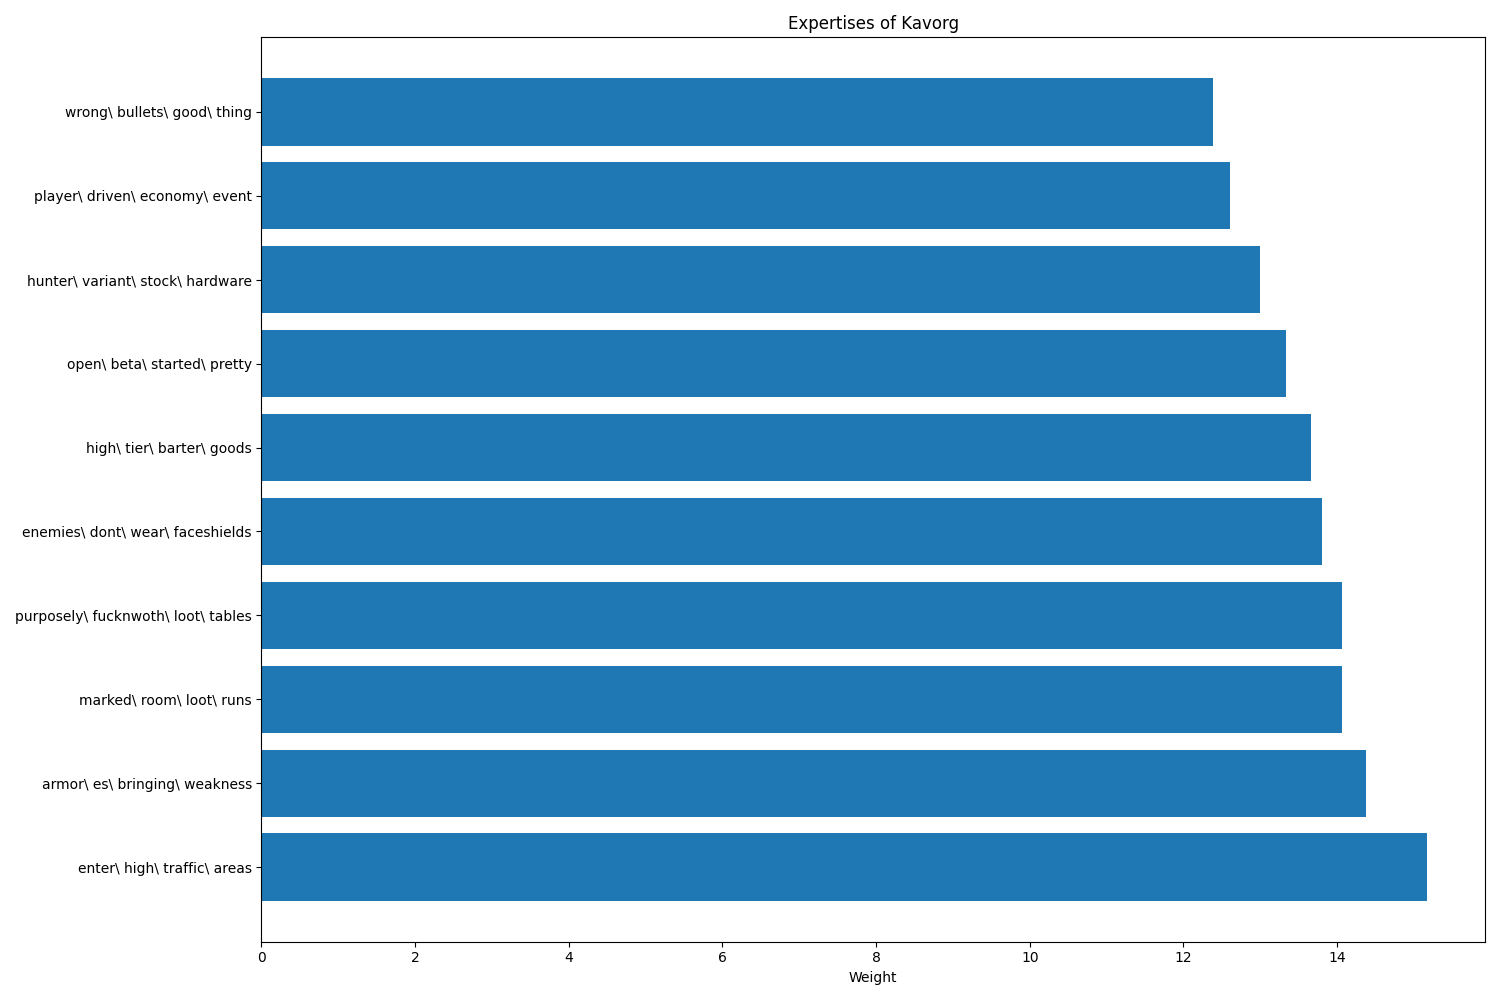 Expertises of Kavorg
wrong\ bullets\ good\ thing
player\ driven\ economy\ event
hunter\ variant\ stock\ hardware
open\ beta\ started\ pretty
high\ tier\ barter\ goods
enemies\ dont\ wear\ faceshields
purposely\ fucknwoth\ loot\ tables
marked\ room\ loot\ runs
armor\ es\ bringing\ weakness
enter\ high\ traffic\ areas
0 2 4 6 8 10 12 14
Weight